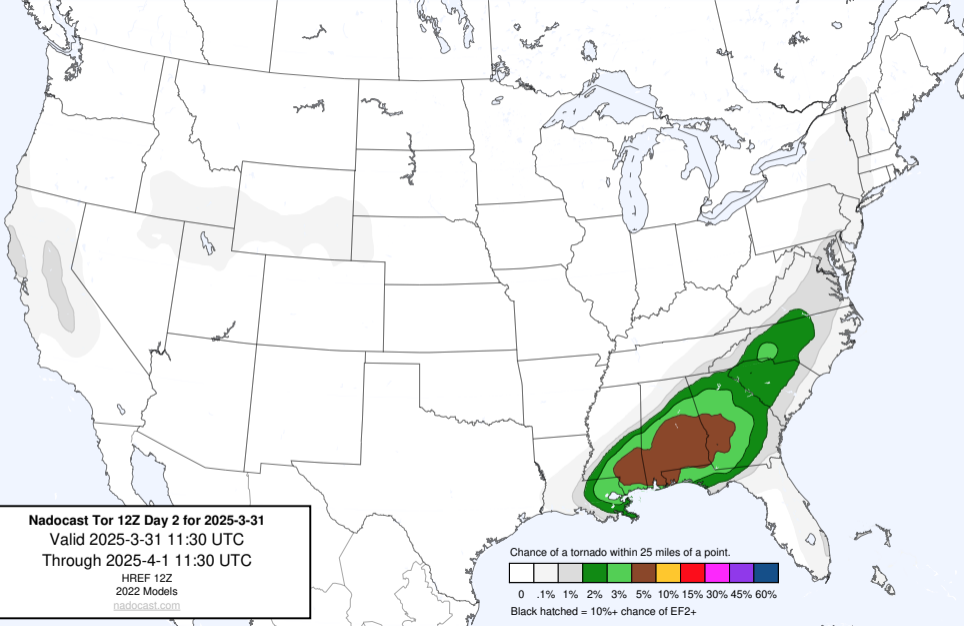 Nadocast Tor 12Z Day 2 for 2025-3-31
Valid 2025-3-31 11:30 UTC
Through 2025-4-1 11:30 UTC
HREF 12Z
2022 Models
nadocast.com
Chance of a tornado within 25 miles of a point.
0 .1% 1% 2% 3% 5% 10% 15% 30% 45% 60%
Black hatched = 10%+ chance of EF2+